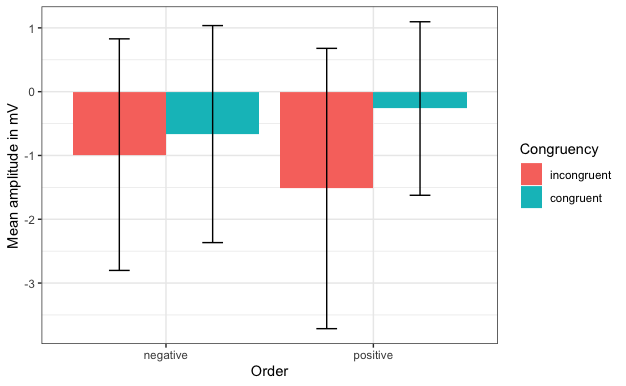 1
0
-1
-2
-3
Mean amplitude in mV
negative
positive
Order
Congruency
incongruent
congruent